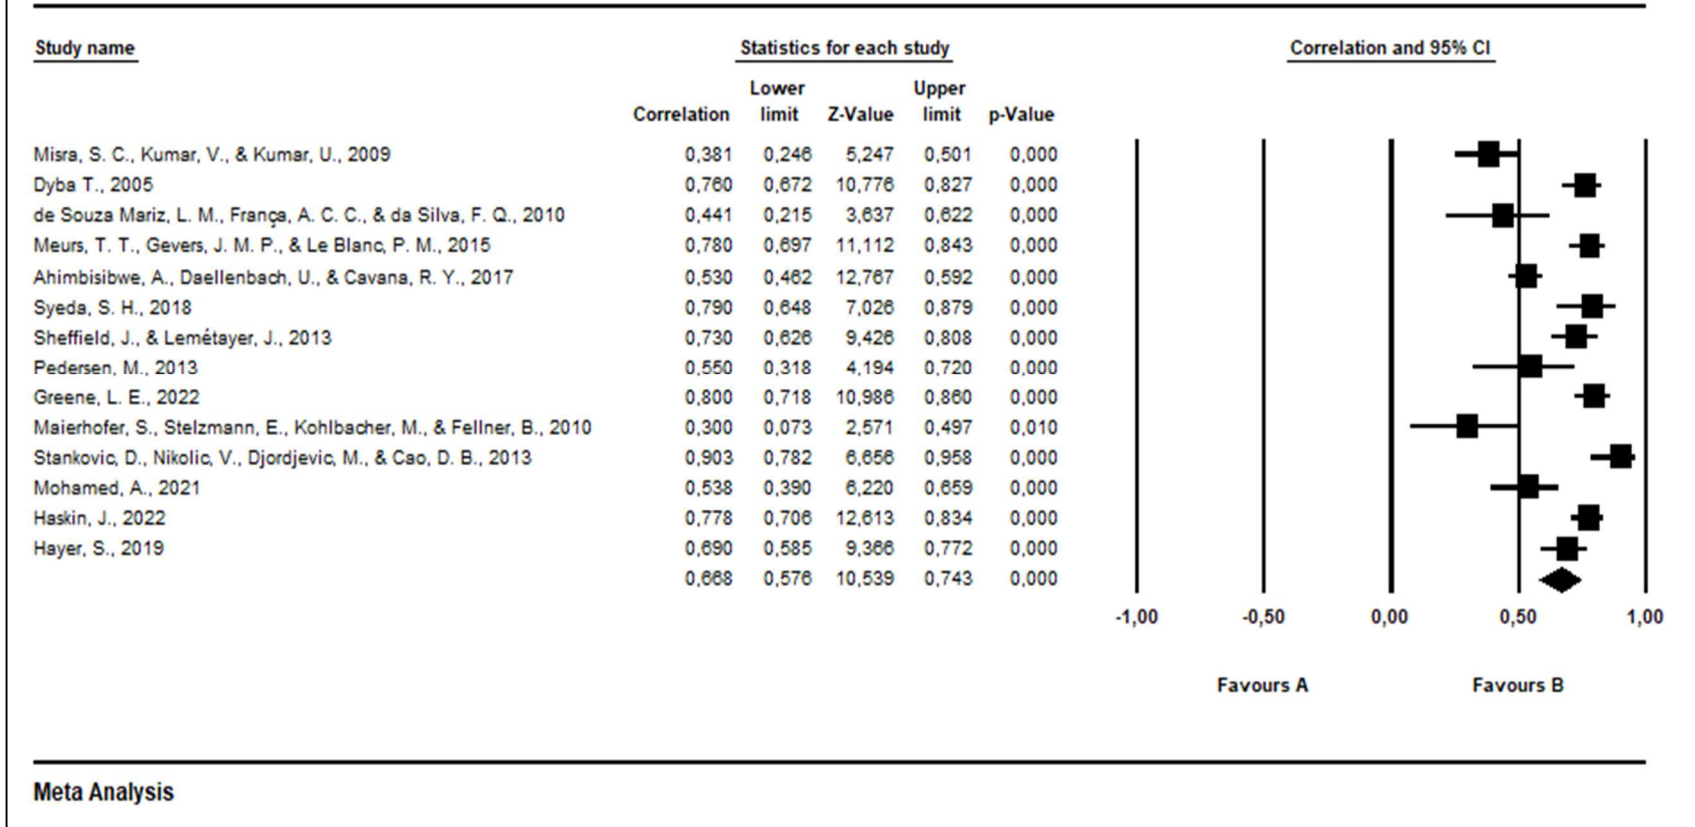 Study name Statistics for each study Correlation and 95% CI
Lower Upper
Correlation limit Z-Value limit p-Value
Misra, S. C., Kumar, V., & Kumar, U., 2009 0,381 0,246 5,247 0,501 0,000
Dyba T., 2005 0,760 0,672 10,776 0,827 0,000
de Souza Mariz, L. M., França, A. C. C., & da Silva, F. Q., 2010 0,441 0,215 3,637 0,622 0,000
Meurs, T. T., Gevers, J. M. P., & Le Blanc, P. M., 2015 0,780 0,697 11,112 0,843 0,000
Ahimbisibwe, A., Daellenbach, U., & Cavana, R. Y., 2017 0,530 0,462 12,767 0,592 0,000
Syeda, S. H., 2018 0,790 0,648 7,026 0,879 0,000
Sheffield, J., & Lemétayer, J., 2013 0,730 0,626 9,426 0,808 0,000
Pedersen, M., 2013 0,550 0,318 4,194 0,720 0,000
Greene, L. E., 2022 0,800 0,718 10,986 0,860 0,000
Maierhofer, S., Stelzmann, E., Kohlbacher, M., & Fellner, B., 2010 0,300 0,073 2,571 0,497 0,010
Stankovic, D., Nikolic, V., Djordjevic, M., & Cao, D. B., 2013 0,903 0,782 6,656 0,958 0,000
Mohamed, A., 2021 0,538 0,390 6,220 0,659 0,000
Haskin, J., 2022 0,778 0,706 12,613 0,834 0,000
Hayer, S., 2019 0,690 0,585 9,366 0,772 0,000
0,668 0,576 10,539 0,743 0,000
-1,00 -0,50 0,00 0,50 1,00
Favours A Favours B
Meta Analysis